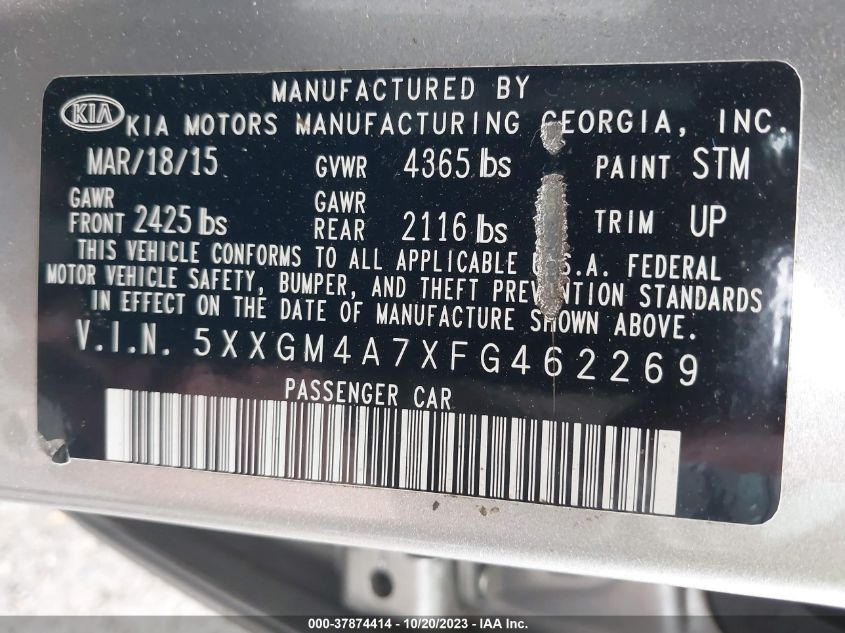 MANUFACTURED BY
KIA KIA MOTORS MANUFACTURING GEORGIA, INC.
MAR/18/15 GVWR 4365 lbs PAINT STM
GAWR FRONT 2425 lbs GAWR REAR 2116 lbs TRIM UP
THIS VEHICLE CONFORMS TO ALL APPLICABLE U.S.A. FEDERAL
MOTOR VEHICLE SAFETY, BUMPER, AND THEFT PREVENTION STANDARDS
IN EFFECT ON THE DATE OF MANUFACTURE SHOWN ABOVE.
V.I.N. 5XXGM4A7XFG462269
PASSENGER CAR
000-37874414 - 10/20/2023 - IAA Inc.